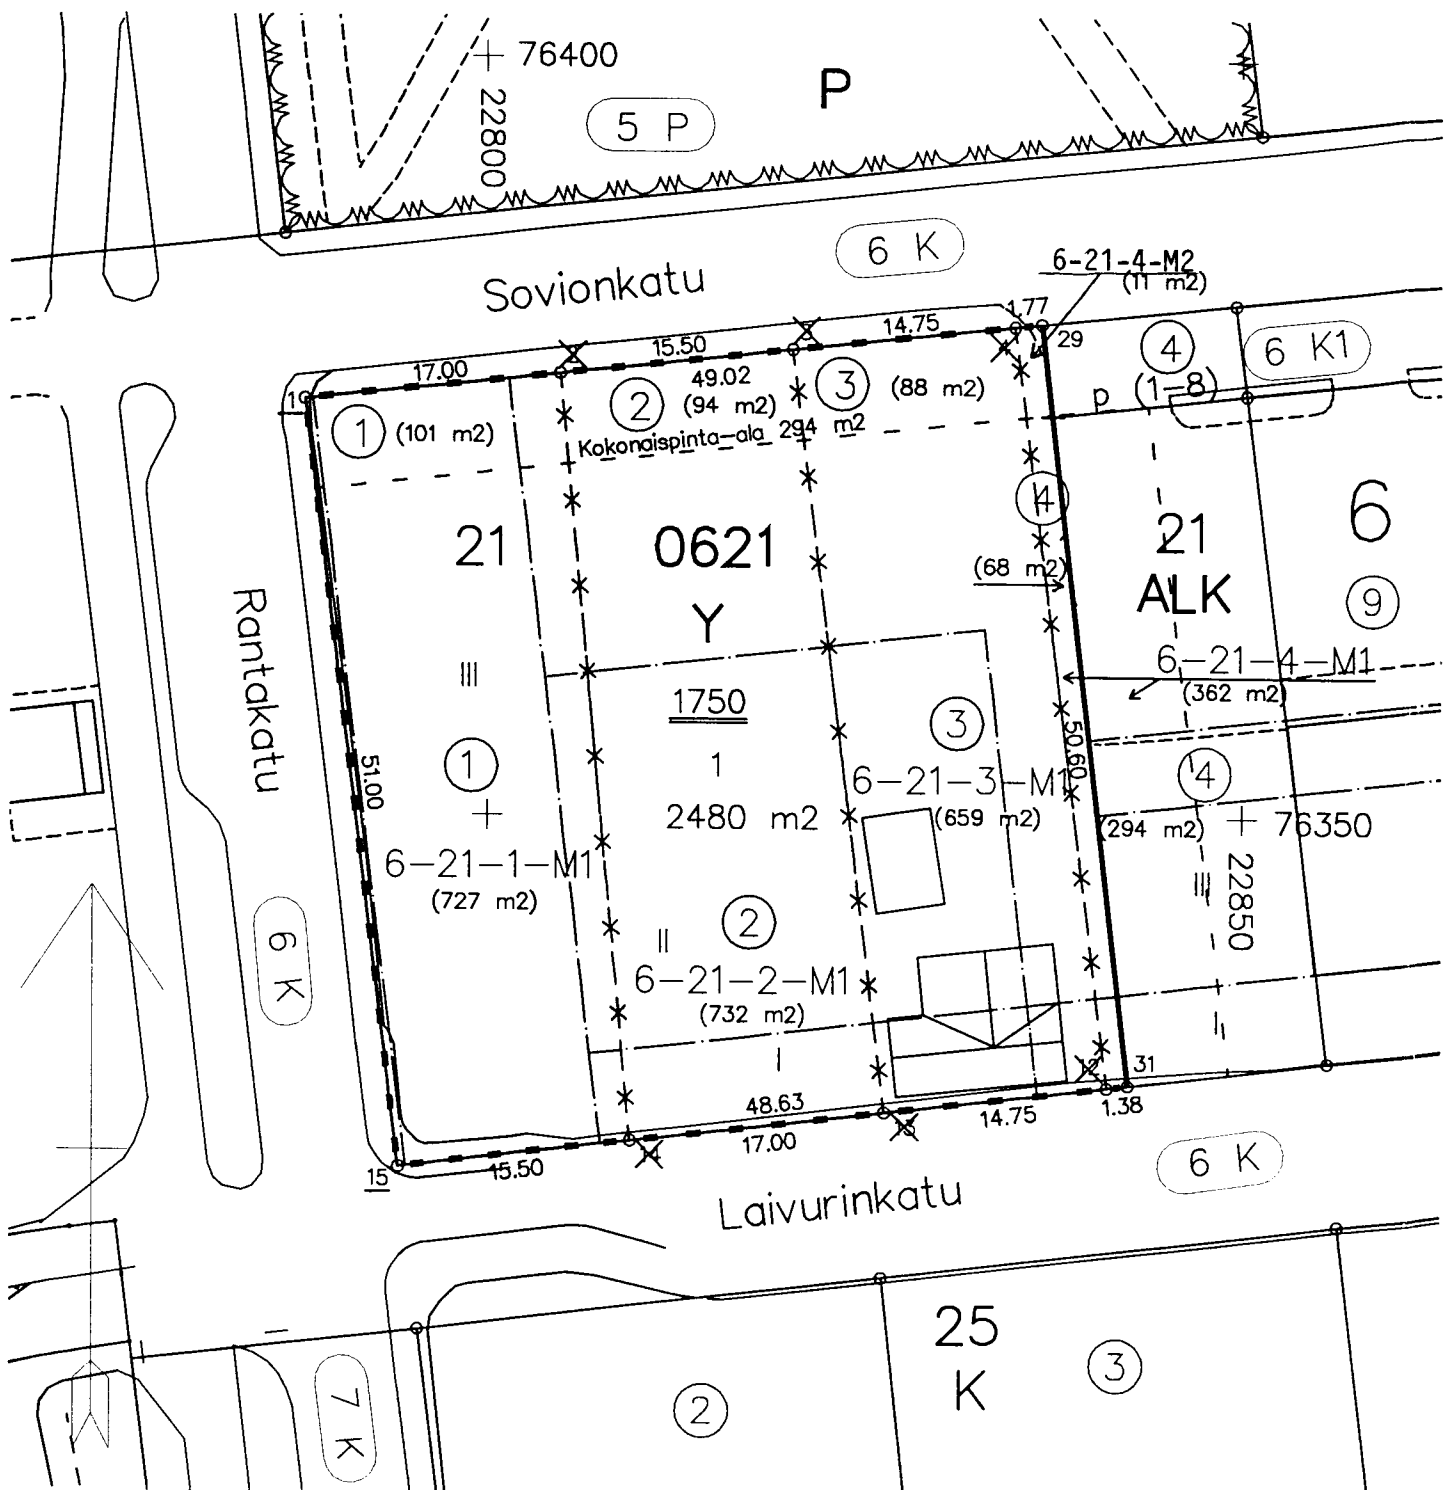 76400
22800
P
5 P
6 K
Sovionkatu
6-21-4-M2
(11 m2)
1.77
14.75
15.50
17.00
49.02
29
4
(1-8)
6 K1
p
1
1
(101 m2)
2
(94 m2)
3
(88 m2)
Kokonaispinta-ala 294 m2
4
21
0621
Y
(68 m2)
21
ALK
6
9
Rantakatu
III
6-21-4-M1
(362 m2)
1750
1
3
1
51.00
50.60
6-21-3-M1
(659 m2)
2480 m2
4
(294 m2)
76350
22850
III
6-21-1-M1
(727 m2)
6 K
2
II
6-21-2-M1
(732 m2)
I
12
31
48.63
14.75
1.38
17.00
15.50
15
6 K
Laivurinkatu
25
K
3
2
7 K